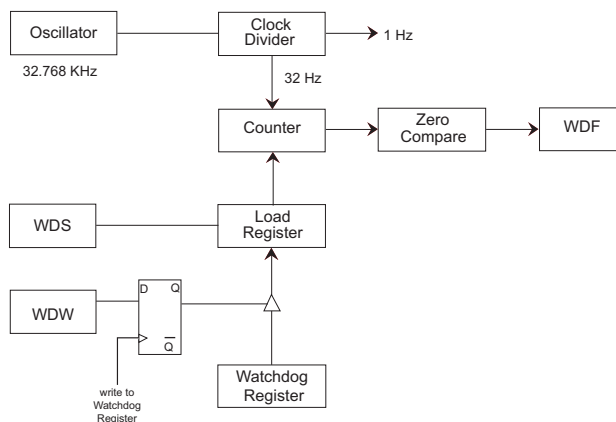 Oscillator
Clock
Divider
1 Hz
32.768 KHz
32 Hz
Counter
Zero
Compare
WDF
WDS
Load
Register
WDW
D
Q
Q
write to
Watchdog
Register
Watchdog
Register